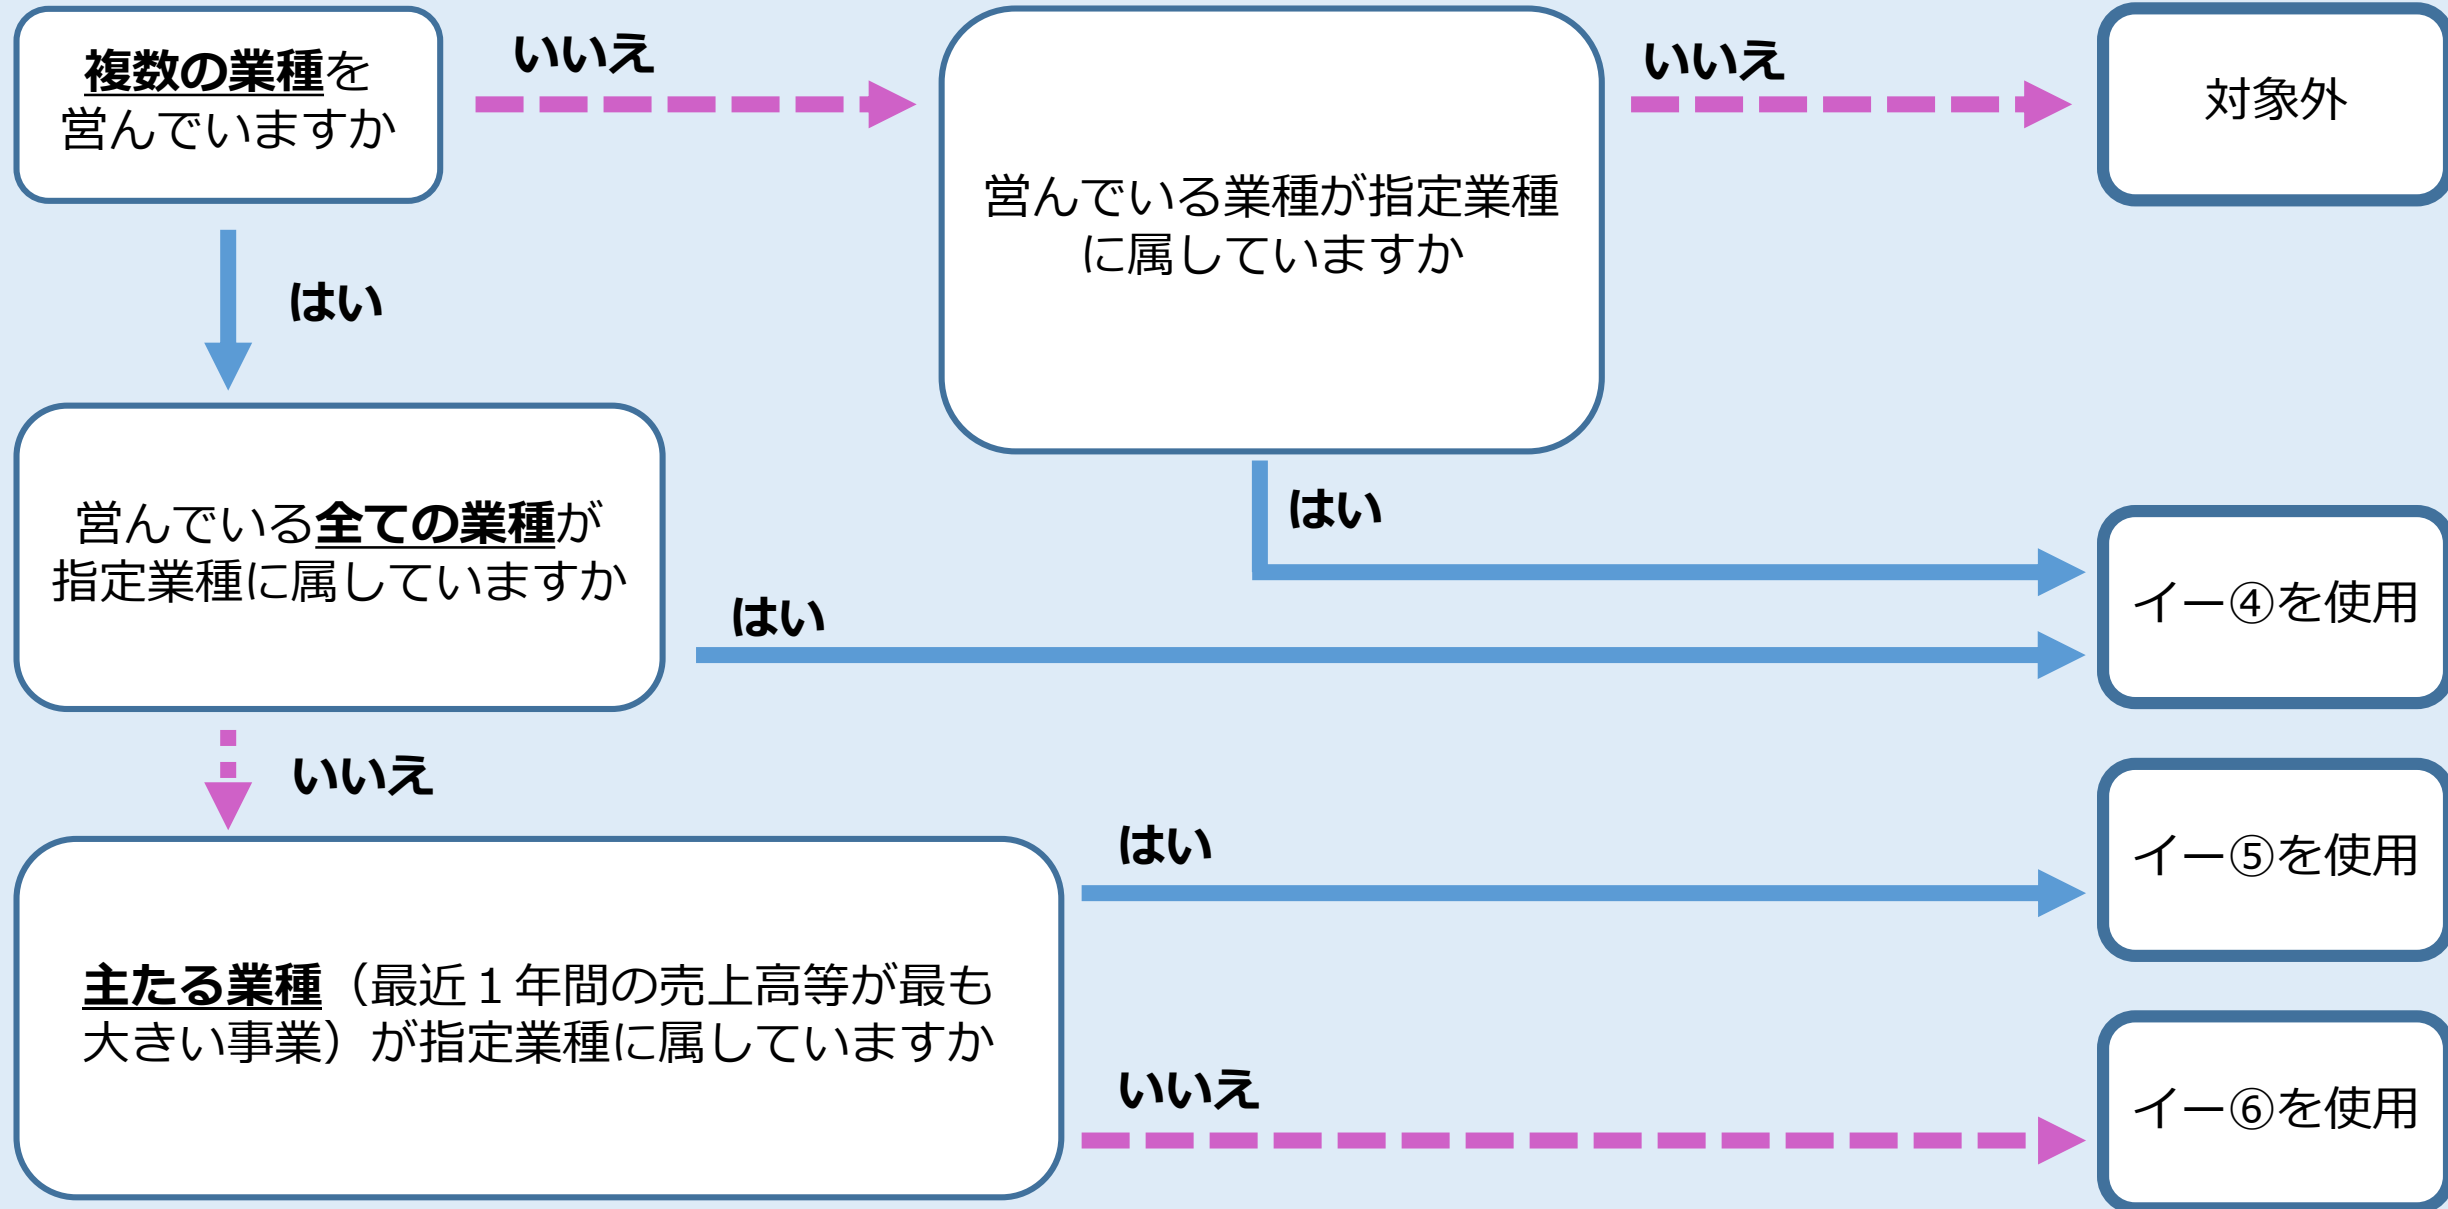 複数の業種を
営んでいますか
いいえ
営んでいる業種が指定業種
に属していますか
いいえ
対象外
はい
営んでいる全ての業種が
指定業種に属していますか
はい
はい
イー④を使用
いいえ
主たる業種（最近１年間の売上高等が最も
大きい事業）が指定業種に属していますか
はい
イー⑤を使用
いいえ
イー⑥を使用